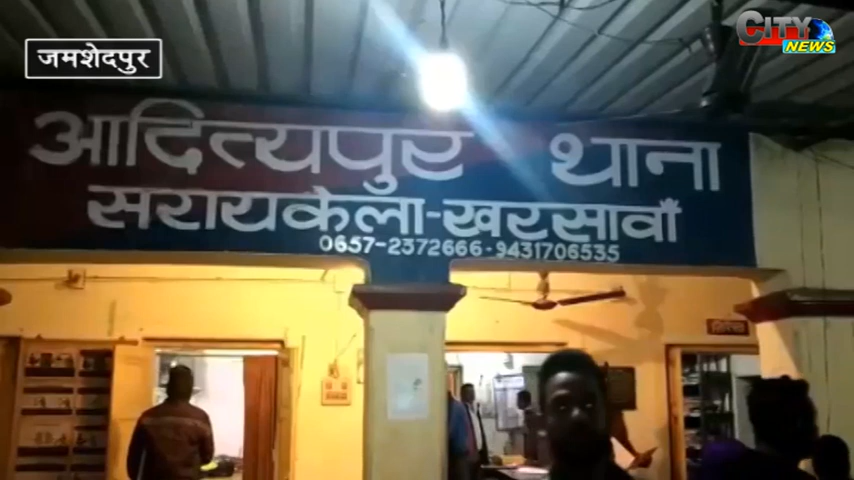 जमशेदपुर
CITY
NEWS
आदित्यपुर थाना
सरायकेला-खरसावाँ
0657-2372666-9431706535